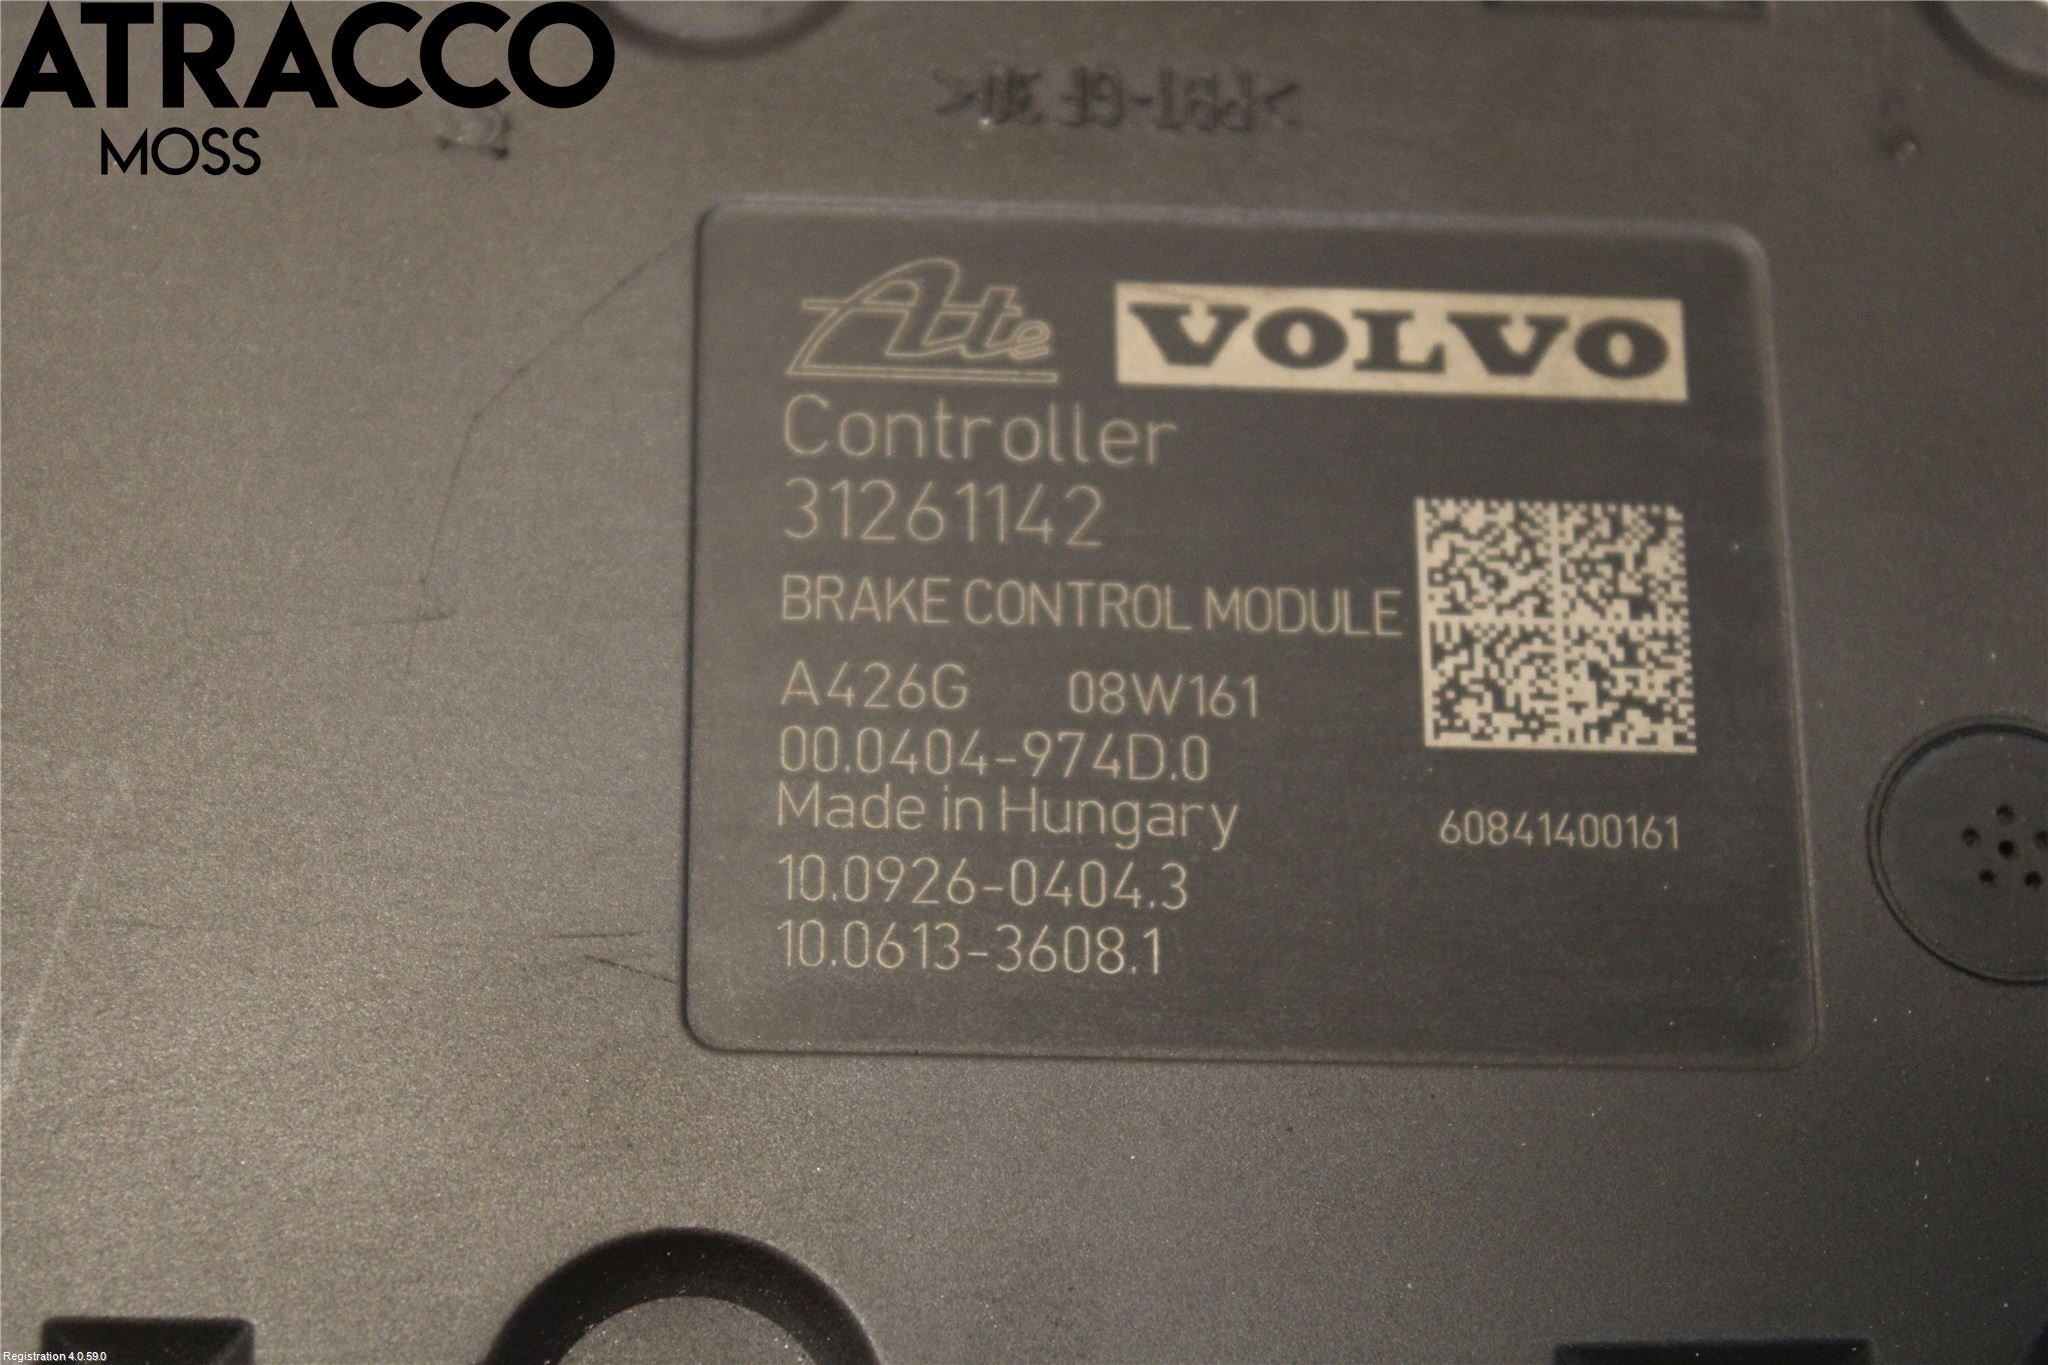 ATRACCO
MOSS
Ate VOLVO
Controller
31261142
BRAKE CONTROL MODULE
A426G 08W161
00.0404-974D.0
Made in Hungary
60841400161
10.0926-0404.3
10.0613-3608.1
Registration 4.0.59.0